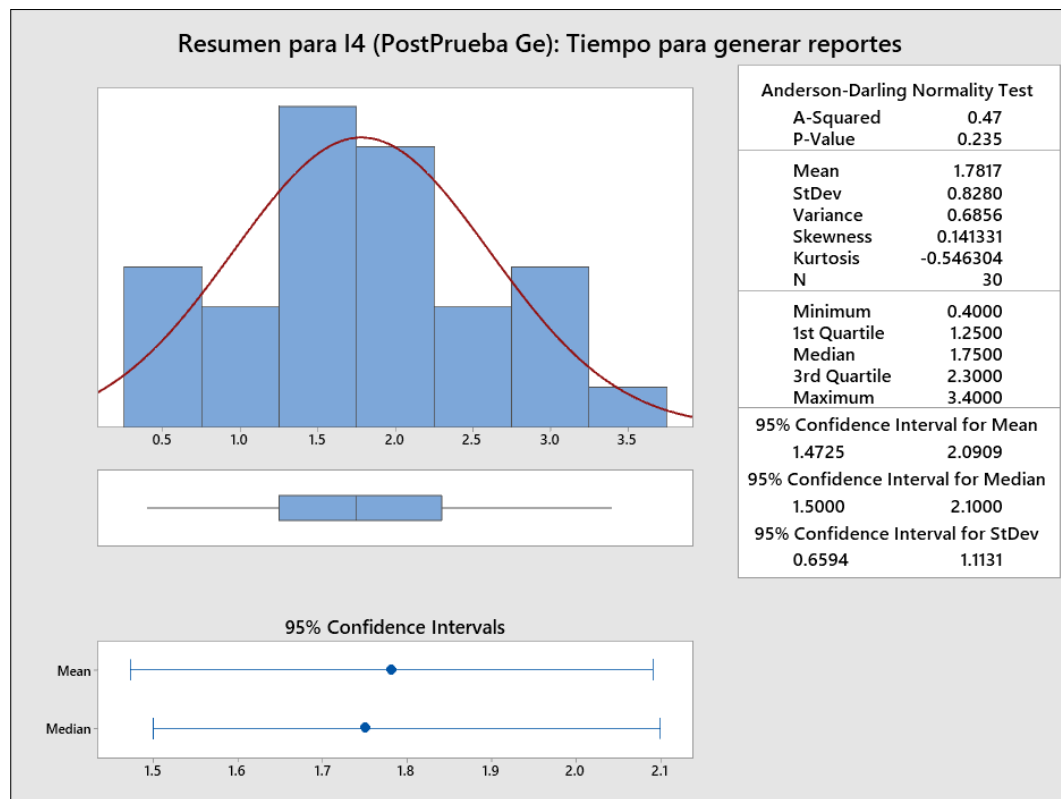 Resumen para I4 (PostPrueba Ge): Tiempo para generar reportes
0.5 1.0 1.5 2.0 2.5 3.0 3.5
Anderson-Darling Normality Test
A-Squared 0.47
P-Value 0.235
Mean 1.7817
StDev 0.8280
Variance 0.6856
Skewness 0.141331
Kurtosis -0.546304
N 30
Minimum 0.4000
1st Quartile 1.2500
Median 1.7500
3rd Quartile 2.3000
Maximum 3.4000
95% Confidence Interval for Mean
1.4725 2.0909
95% Confidence Interval for Median
1.5000 2.1000
95% Confidence Interval for StDev
0.6594 1.1131
95% Confidence Intervals
Mean
Median
1.5 1.6 1.7 1.8 1.9 2.0 2.1